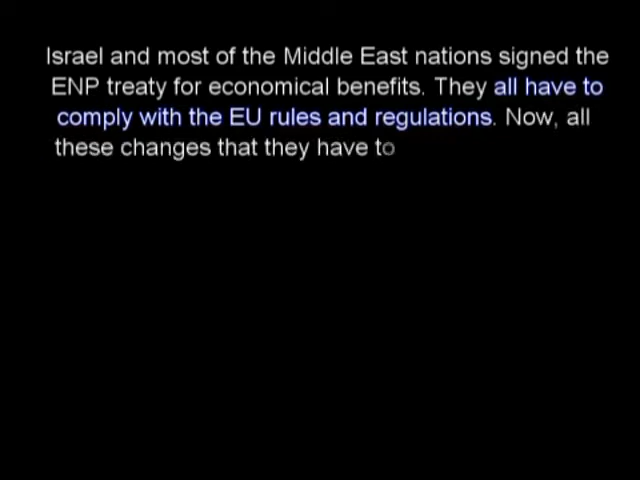 Israel and most of the Middle East nations signed the
ENP treaty for economical benefits. They all have to
comply with the EU rules and regulations. Now, all
these changes that they have to